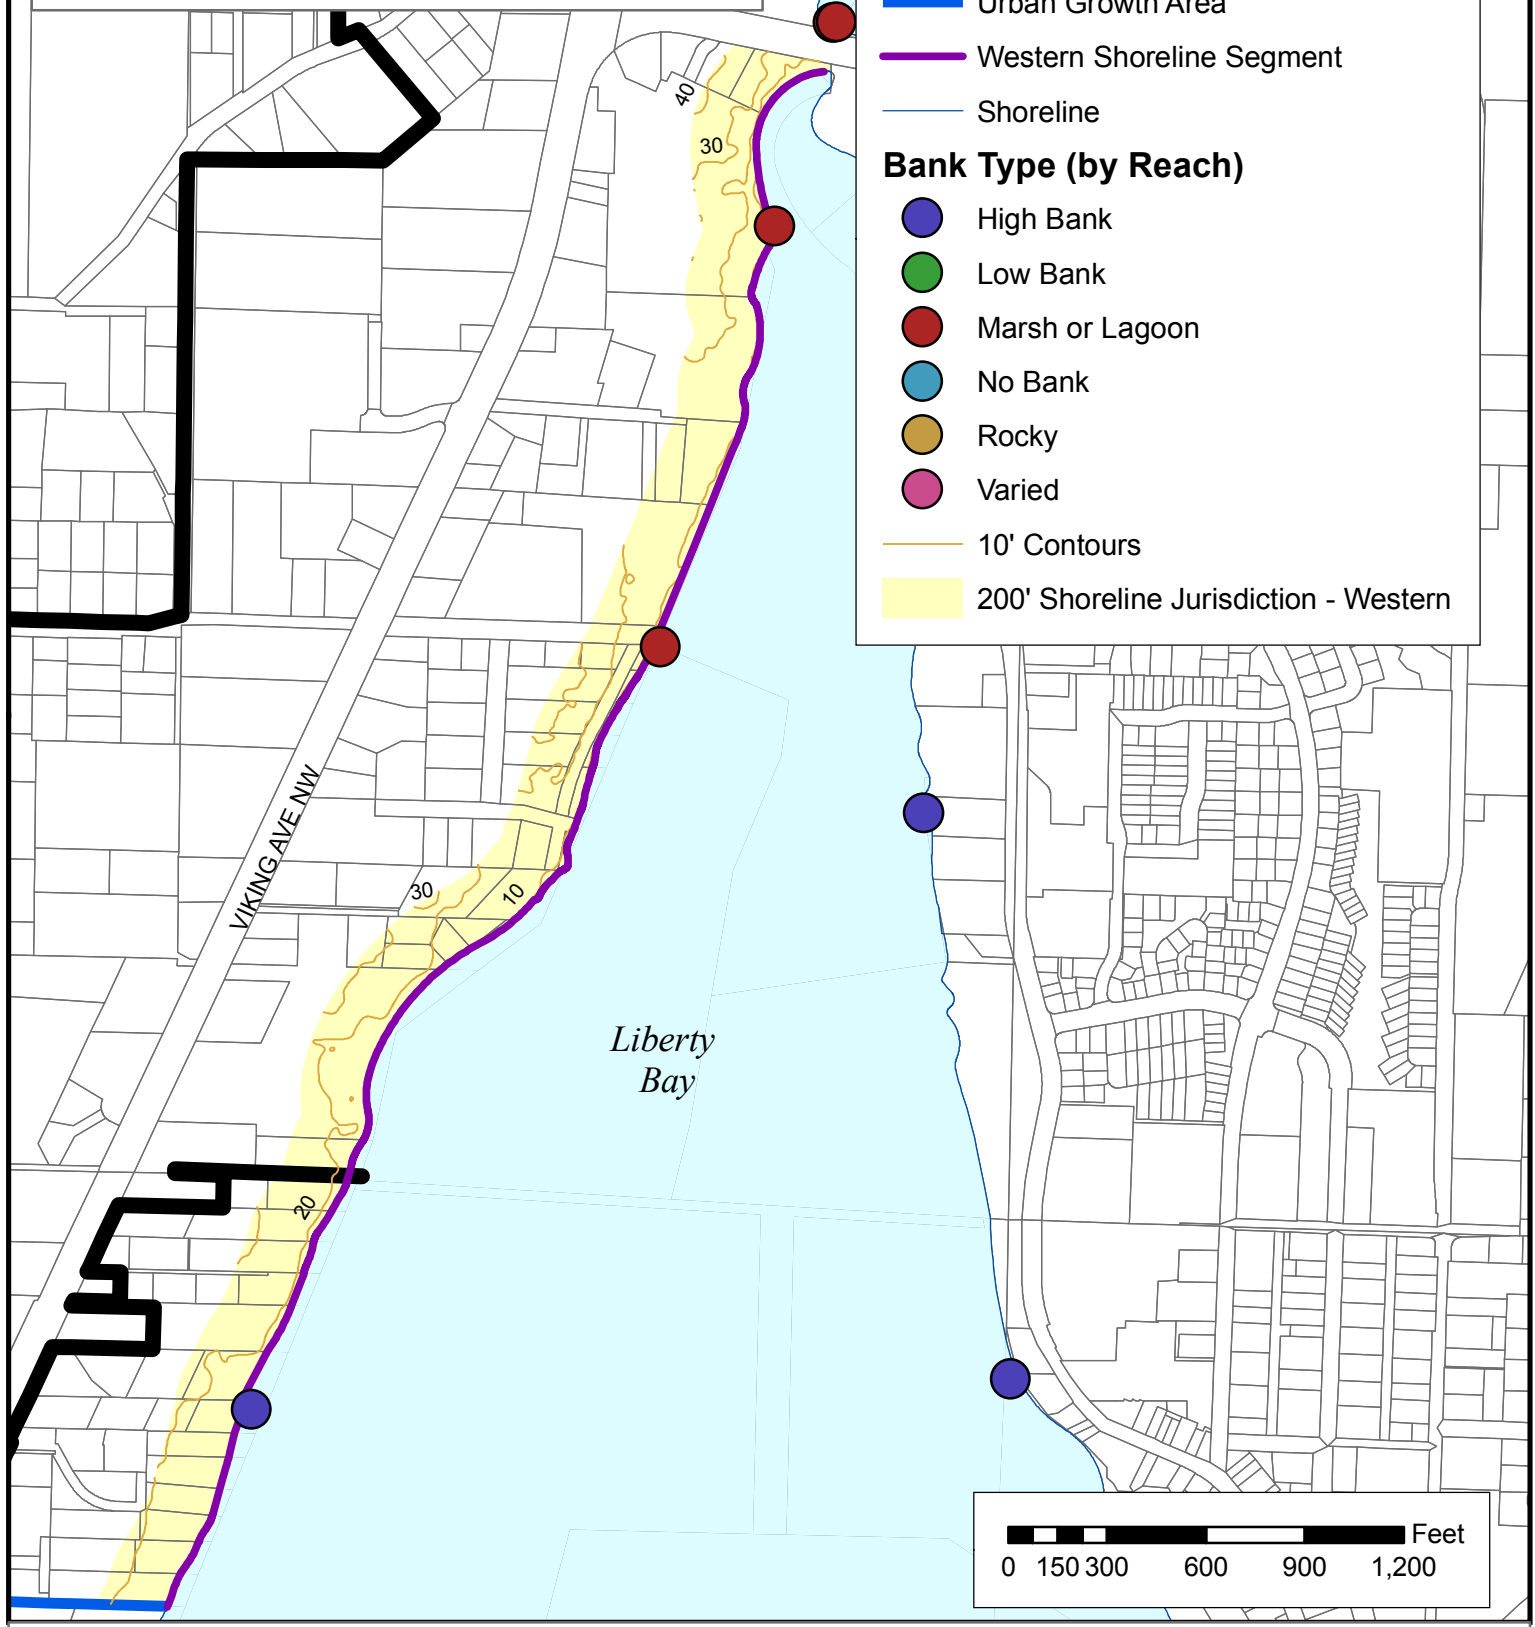 Urban Growth Area
Western Shoreline Segment
Shoreline
Bank Type (by Reach)
High Bank
Low Bank
Marsh or Lagoon
No Bank
Rocky
Varied
10' Contours
200' Shoreline Jurisdiction - Western
40
30
VIKING AVE NW
30
10
Liberty
Bay
20
Feet
0 150 300 600 900 1,200